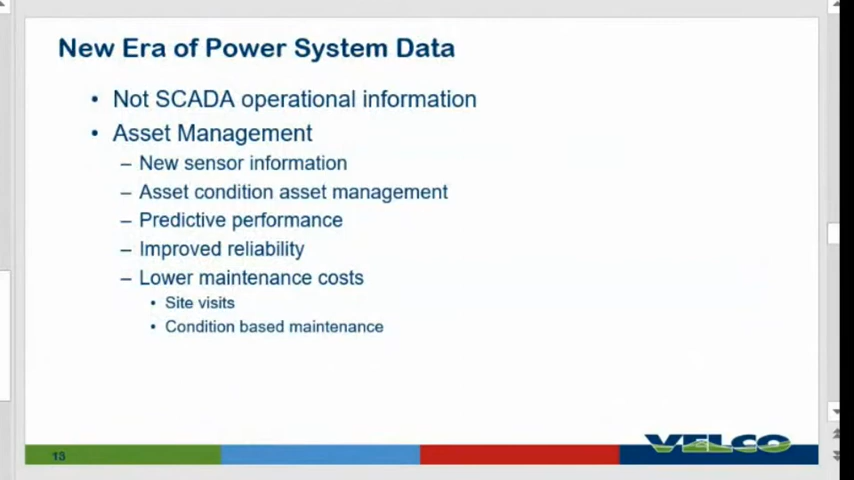 New Era of Power System Data
• Not SCADA operational information
• Asset Management
– New sensor information
– Asset condition asset management
– Predictive performance
– Improved reliability
– Lower maintenance costs
• Site visits
• Condition based maintenance
VELCO
13